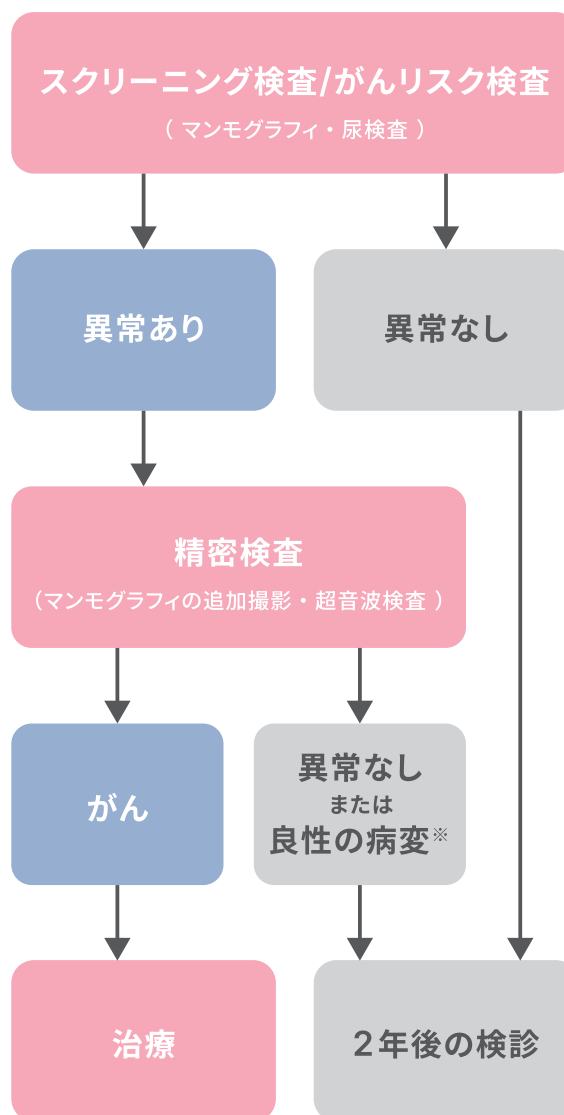 スクリーニング検査/がんリスク検査
（ マンモグラフィ・尿検査 ）
異常あり
異常なし
精密検査
（マンモグラフィの追加撮影・超音波検査 ）
がん
異常なし
または
良性の病変※
治療
2年後の検診